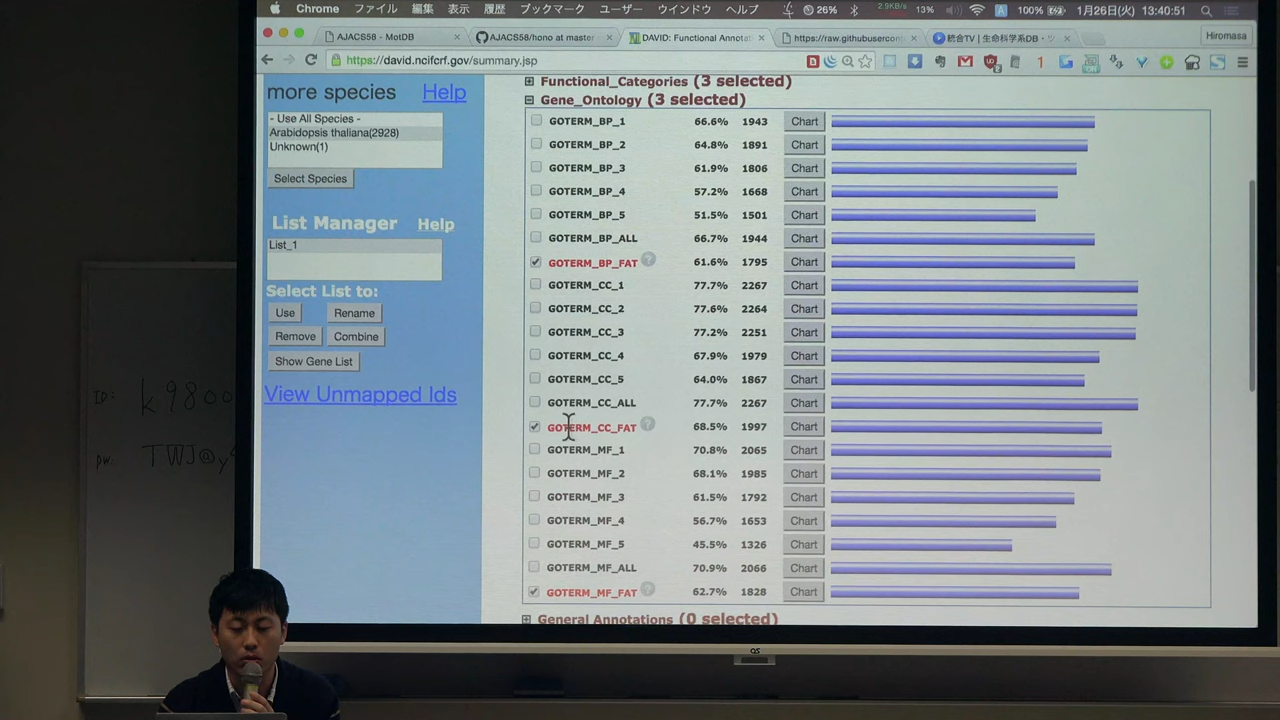 Chrome ファイル 編集 表示 履歴 ブックマーク ユーザー ウインドウ ヘルプ 26% 2.9KB/s 13% A 100% 1月26日(火) 13:40:51
AJACS58 - MotDB × AJACS58/hono at master × DAVID: Functional Annotat × https://raw.githubusercont × 統合TV | 生命科学系DB・ツ × Hiromasa
https://david.ncifcrf.gov/summary.jsp
more species Help
- Use All Species -
Arabidopsis thaliana(2928)
Unknown(1)
Select Species
List Manager Help
List_1
Select List to:
Use Rename
Remove Combine
Show Gene List
View Unmapped Ids
Functional_Categories (3 selected)
Gene_Ontology (3 selected)
GOTERM_BP_1 66.6% 1943 Chart
GOTERM_BP_2 64.8% 1891 Chart
GOTERM_BP_3 61.9% 1806 Chart
GOTERM_BP_4 57.2% 1668 Chart
GOTERM_BP_5 51.5% 1501 Chart
GOTERM_BP_ALL 66.7% 1944 Chart
GOTERM_BP_FAT ? 61.6% 1795 Chart
GOTERM_CC_1 77.7% 2267 Chart
GOTERM_CC_2 77.6% 2264 Chart
GOTERM_CC_3 77.2% 2251 Chart
GOTERM_CC_4 67.9% 1979 Chart
GOTERM_CC_5 64.0% 1867 Chart
GOTERM_CC_ALL 77.7% 2267 Chart
GOTERM_CC_FAT ? 68.5% 1997 Chart
GOTERM_MF_1 70.8% 2065 Chart
GOTERM_MF_2 68.1% 1985 Chart
GOTERM_MF_3 61.5% 1792 Chart
GOTERM_MF_4 56.7% 1653 Chart
GOTERM_MF_5 45.5% 1326 Chart
GOTERM_MF_ALL 70.9% 2066 Chart
GOTERM_MF_FAT ? 62.7% 1828 Chart
General Annotations (0 selected)
ID: k9800
PW: TWJ@y